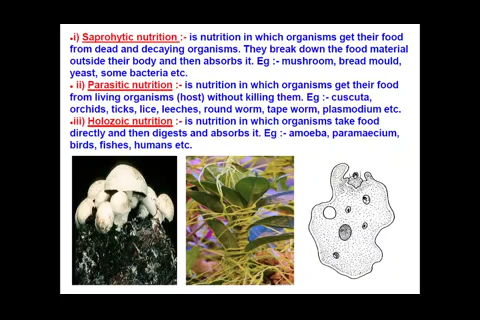 •i) Saprohytic nutrition :- is nutrition in which organisms get their food
from dead and decaying organisms. They break down the food material
outside their body and then absorbs it. Eg :- mushroom, bread mould,
yeast, some bacteria etc.
• ii) Parasitic nutrition :- is nutrition in which organisms get their food
from living organisms (host) without killing them. Eg :- cuscuta,
orchids, ticks, lice, leeches, round worm, tape worm, plasmodium etc.
•iii) Holozoic nutrition :- is nutrition in which organisms take food
directly and then digests and absorbs it. Eg :- amoeba, paramaecium,
birds, fishes, humans etc.